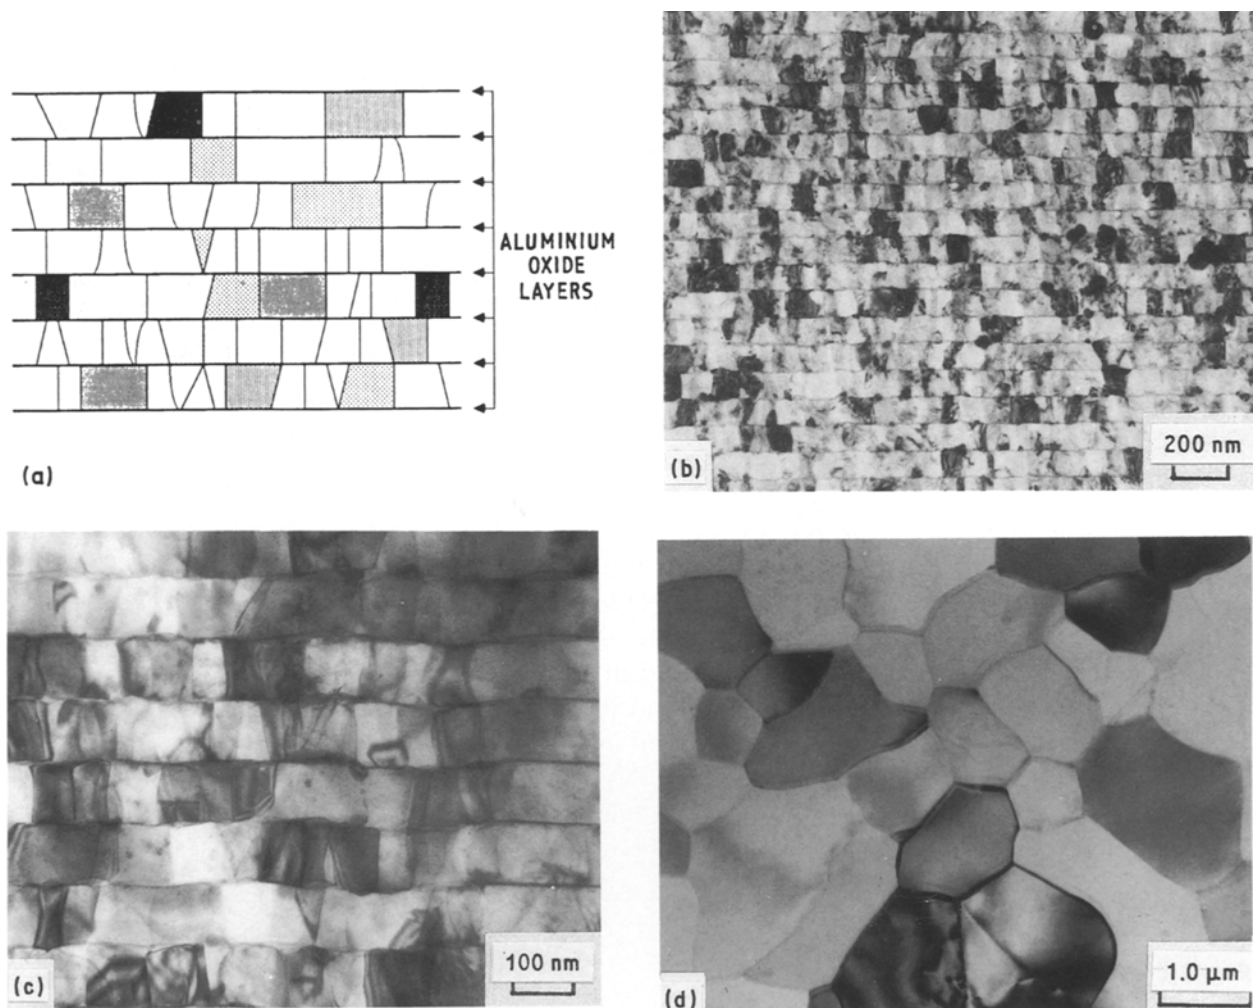 ALUMINIUM
OXIDE
LAYERS
(a)
(b)
200 nm
(c)
100 nm
(d)
1.0 μm